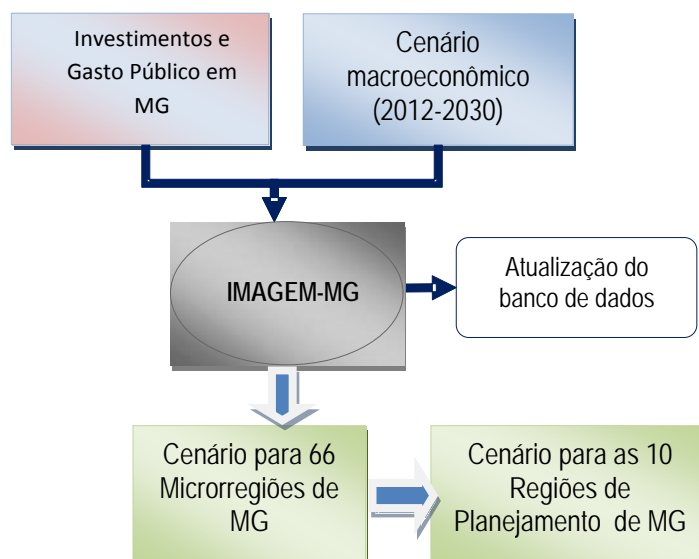 Investimentos e
Gasto Público em
MG
Cenário
macroeconômico
(2012-2030)
IMAGEM-MG
Atualização do
banco de dados
Cenário para 66
Microrregiões de
MG
Cenário para as 10
Regiões de
Planejamento de MG